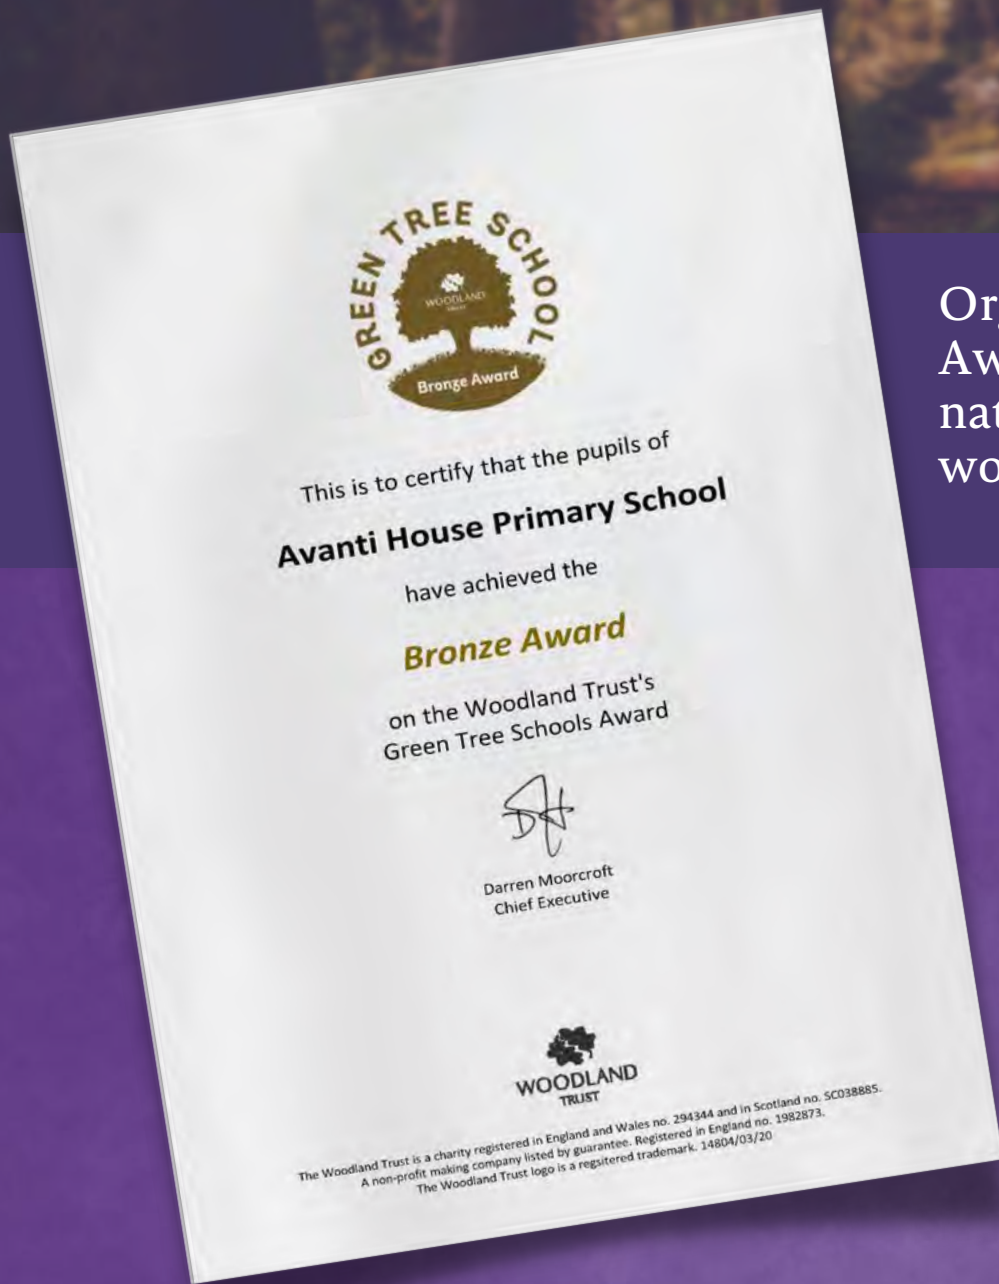 GREEN TREE SCHOOL
WOODLAND
TRUST
Bronze Award
This is to certify that the pupils of
Avanti House Primary School
have achieved the
Bronze Award
on the Woodland Trust's
Green Tree Schools Award
Darren Moorcroft
Chief Executive
WOODLAND
TRUST
The Woodland Trust is a charity registered in England and Wales no. 294344 and in Scotland no. SC038885.
A non-profit making company listed by guarantee. Registered in England no. 1982873.
The Woodland Trust logo is a regsitered trademark. 14804/03/20